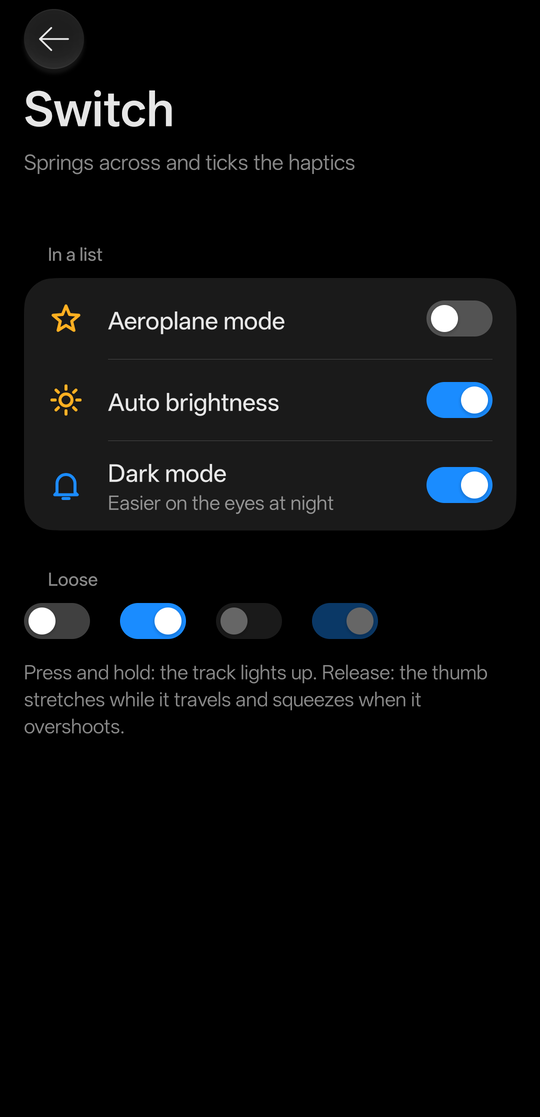 Switch
Springs across and ticks the haptics
In a list
Aeroplane mode
Auto brightness
Dark mode
Easier on the eyes at night
Loose
Press and hold: the track lights up. Release: the thumb
stretches while it travels and squeezes when it
overshoots.